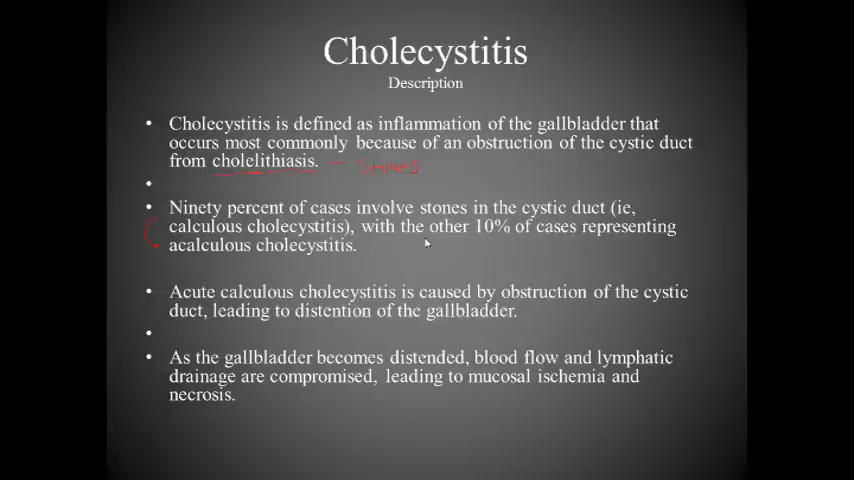 Cholecystitis
Description
• Cholecystitis is defined as inflammation of the gallbladder that
occurs most commonly because of an obstruction of the cystic duct
from cholelithiasis. - stones
•
• Ninety percent of cases involve stones in the cystic duct (ie,
calculous cholecystitis), with the other 10% of cases representing
acalculous cholecystitis.
• Acute calculous cholecystitis is caused by obstruction of the cystic
duct, leading to distention of the gallbladder.
•
• As the gallbladder becomes distended, blood flow and lymphatic
drainage are compromised, leading to mucosal ischemia and
necrosis.